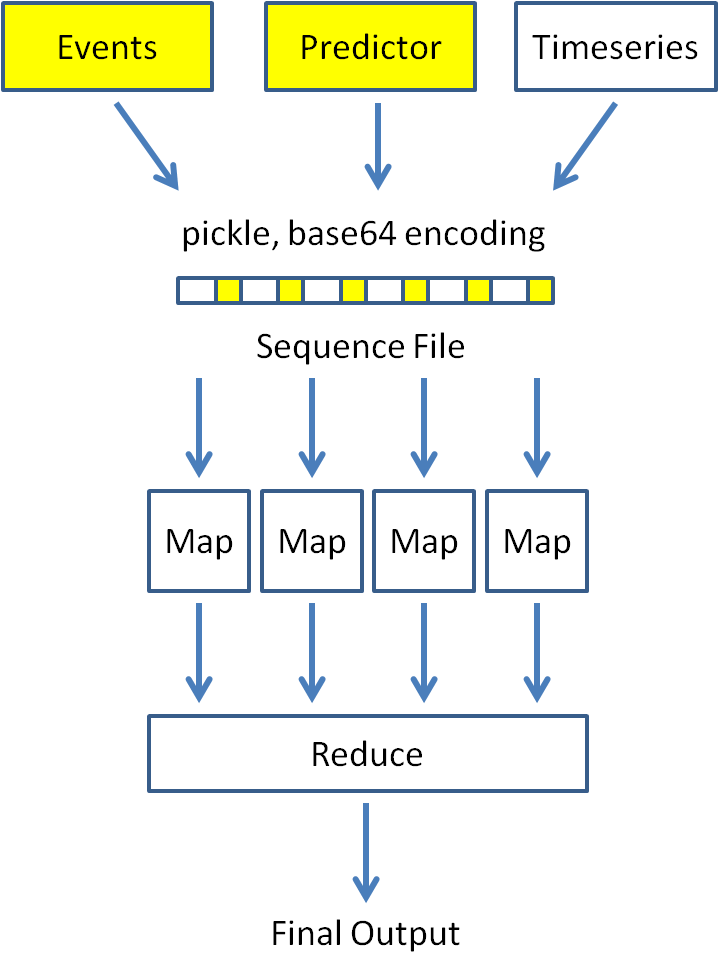 Events
Predictor
Timeseries
pickle, base64 encoding
Sequence File
Map
Map
Map
Map
Reduce
Final Output